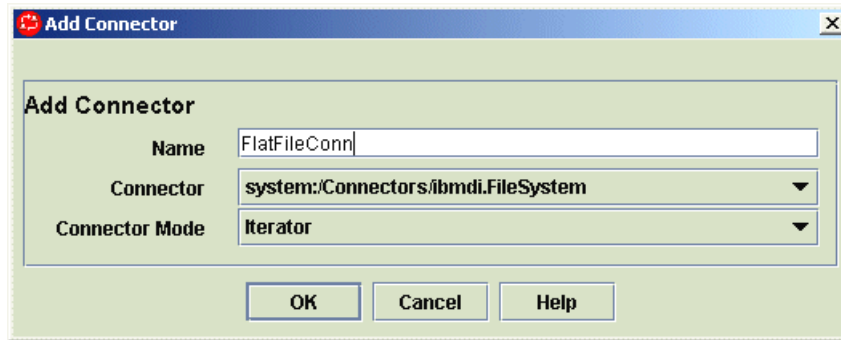 Add Connector
Add Connector
Name FlatFileConn
Connector system:/Connectors/ibmdi.FileSystem
Connector Mode Iterator
OK Cancel Help